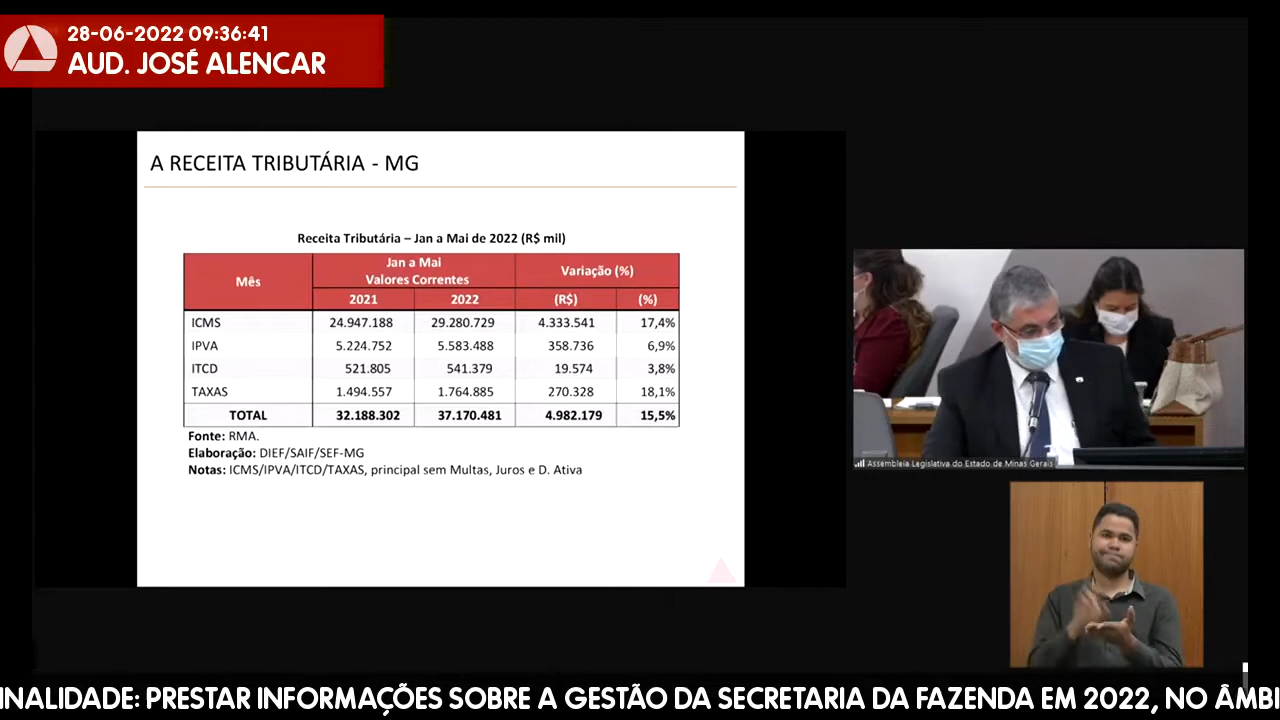 28-06-2022 09:36:41
AUD. JOSÉ ALENCAR
A RECEITA TRIBUTÁRIA - MG
Receita Tributária – Jan a Mai de 2022 (R$ mil)
Mês
Jan a Mai
Valores Correntes
Variação (%)
2021 2022 (R$) (%)
ICMS 24.947.188 29.280.729 4.333.541 17,4%
IPVA 5.224.752 5.583.488 358.736 6,9%
ITCD 521.805 541.379 19.574 3,8%
TAXAS 1.494.557 1.764.885 270.328 18,1%
TOTAL 32.188.302 37.170.481 4.982.179 15,5%
Fonte: RMA.
Elaboração: DIEF/SAIF/SEF-MG
Notas: ICMS/IPVA/ITCD/TAXAS, principal sem Multas, Juros e D. Ativa
Assembleia Legislativa do Estado de Minas Gerais
INALIDADE: PRESTAR INFORMAÇÕES SOBRE A GESTÃO DA SECRETARIA DA FAZENDA EM 2022, NO ÂMBI